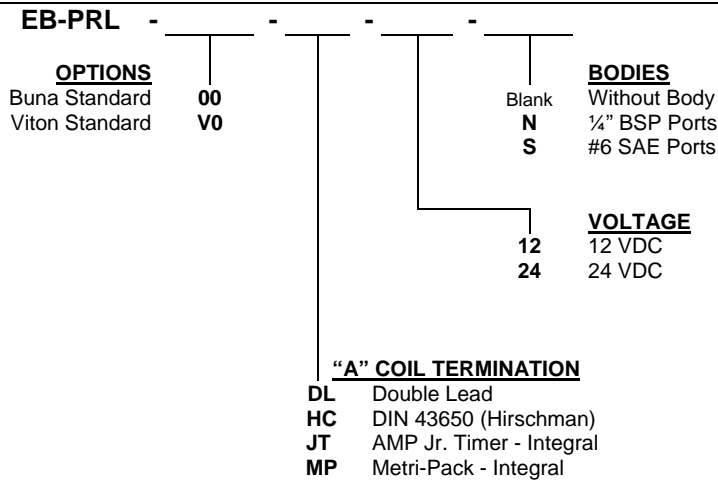 EB-PRL - - - -
OPTIONS
Buna Standard 00
Viton Standard V0
BODIES
Blank Without Body
N ¼” BSP Ports
S #6 SAE Ports
VOLTAGE
12 12 VDC
24 24 VDC
“A” COIL TERMINATION
DL Double Lead
HC DIN 43650 (Hirschman)
JT AMP Jr. Timer - Integral
MP Metri-Pack - Integral